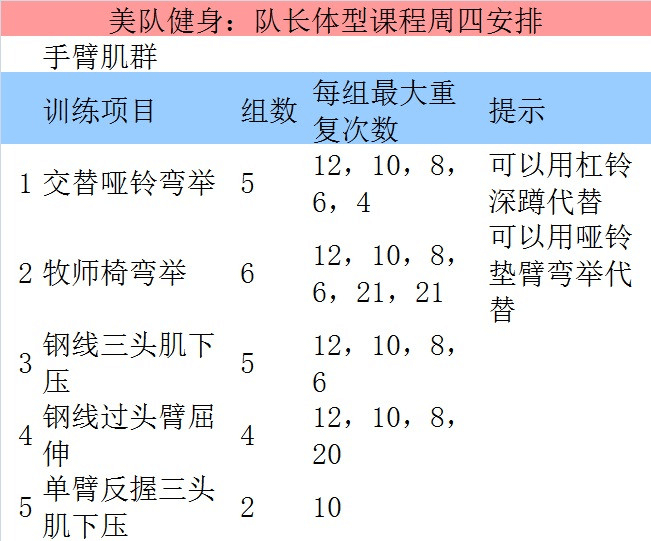 美队健身：队长体型课程周四安排
手臂肌群
训练项目 组数 每组最大重复次数 提示
1 交替哑铃弯举 5 12，10，8，6，4 可以用杠铃深蹲代替
2 牧师椅弯举 6 12，10，8，6，21，21 可以用哑铃垫臂弯举代替
3 钢线三头肌下压 5 12，10，8，6
4 钢线过头臂屈伸 4 12，10，8，20
5 单臂反握三头肌下压 2 10